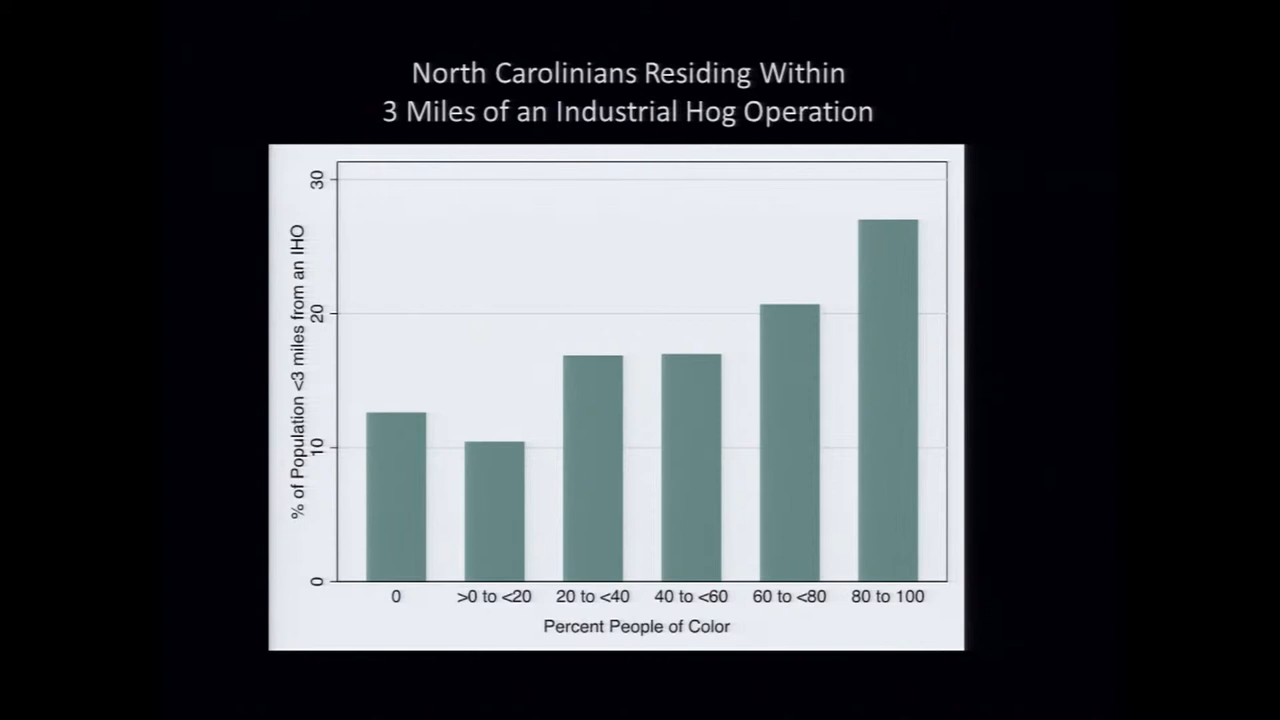 North Carolinians Residing Within
3 Miles of an Industrial Hog Operation
% of Population <3 miles from an IHO
30
20
10
0
0 >0 to <20 20 to <40 40 to <60 60 to <80 80 to 100
Percent People of Color